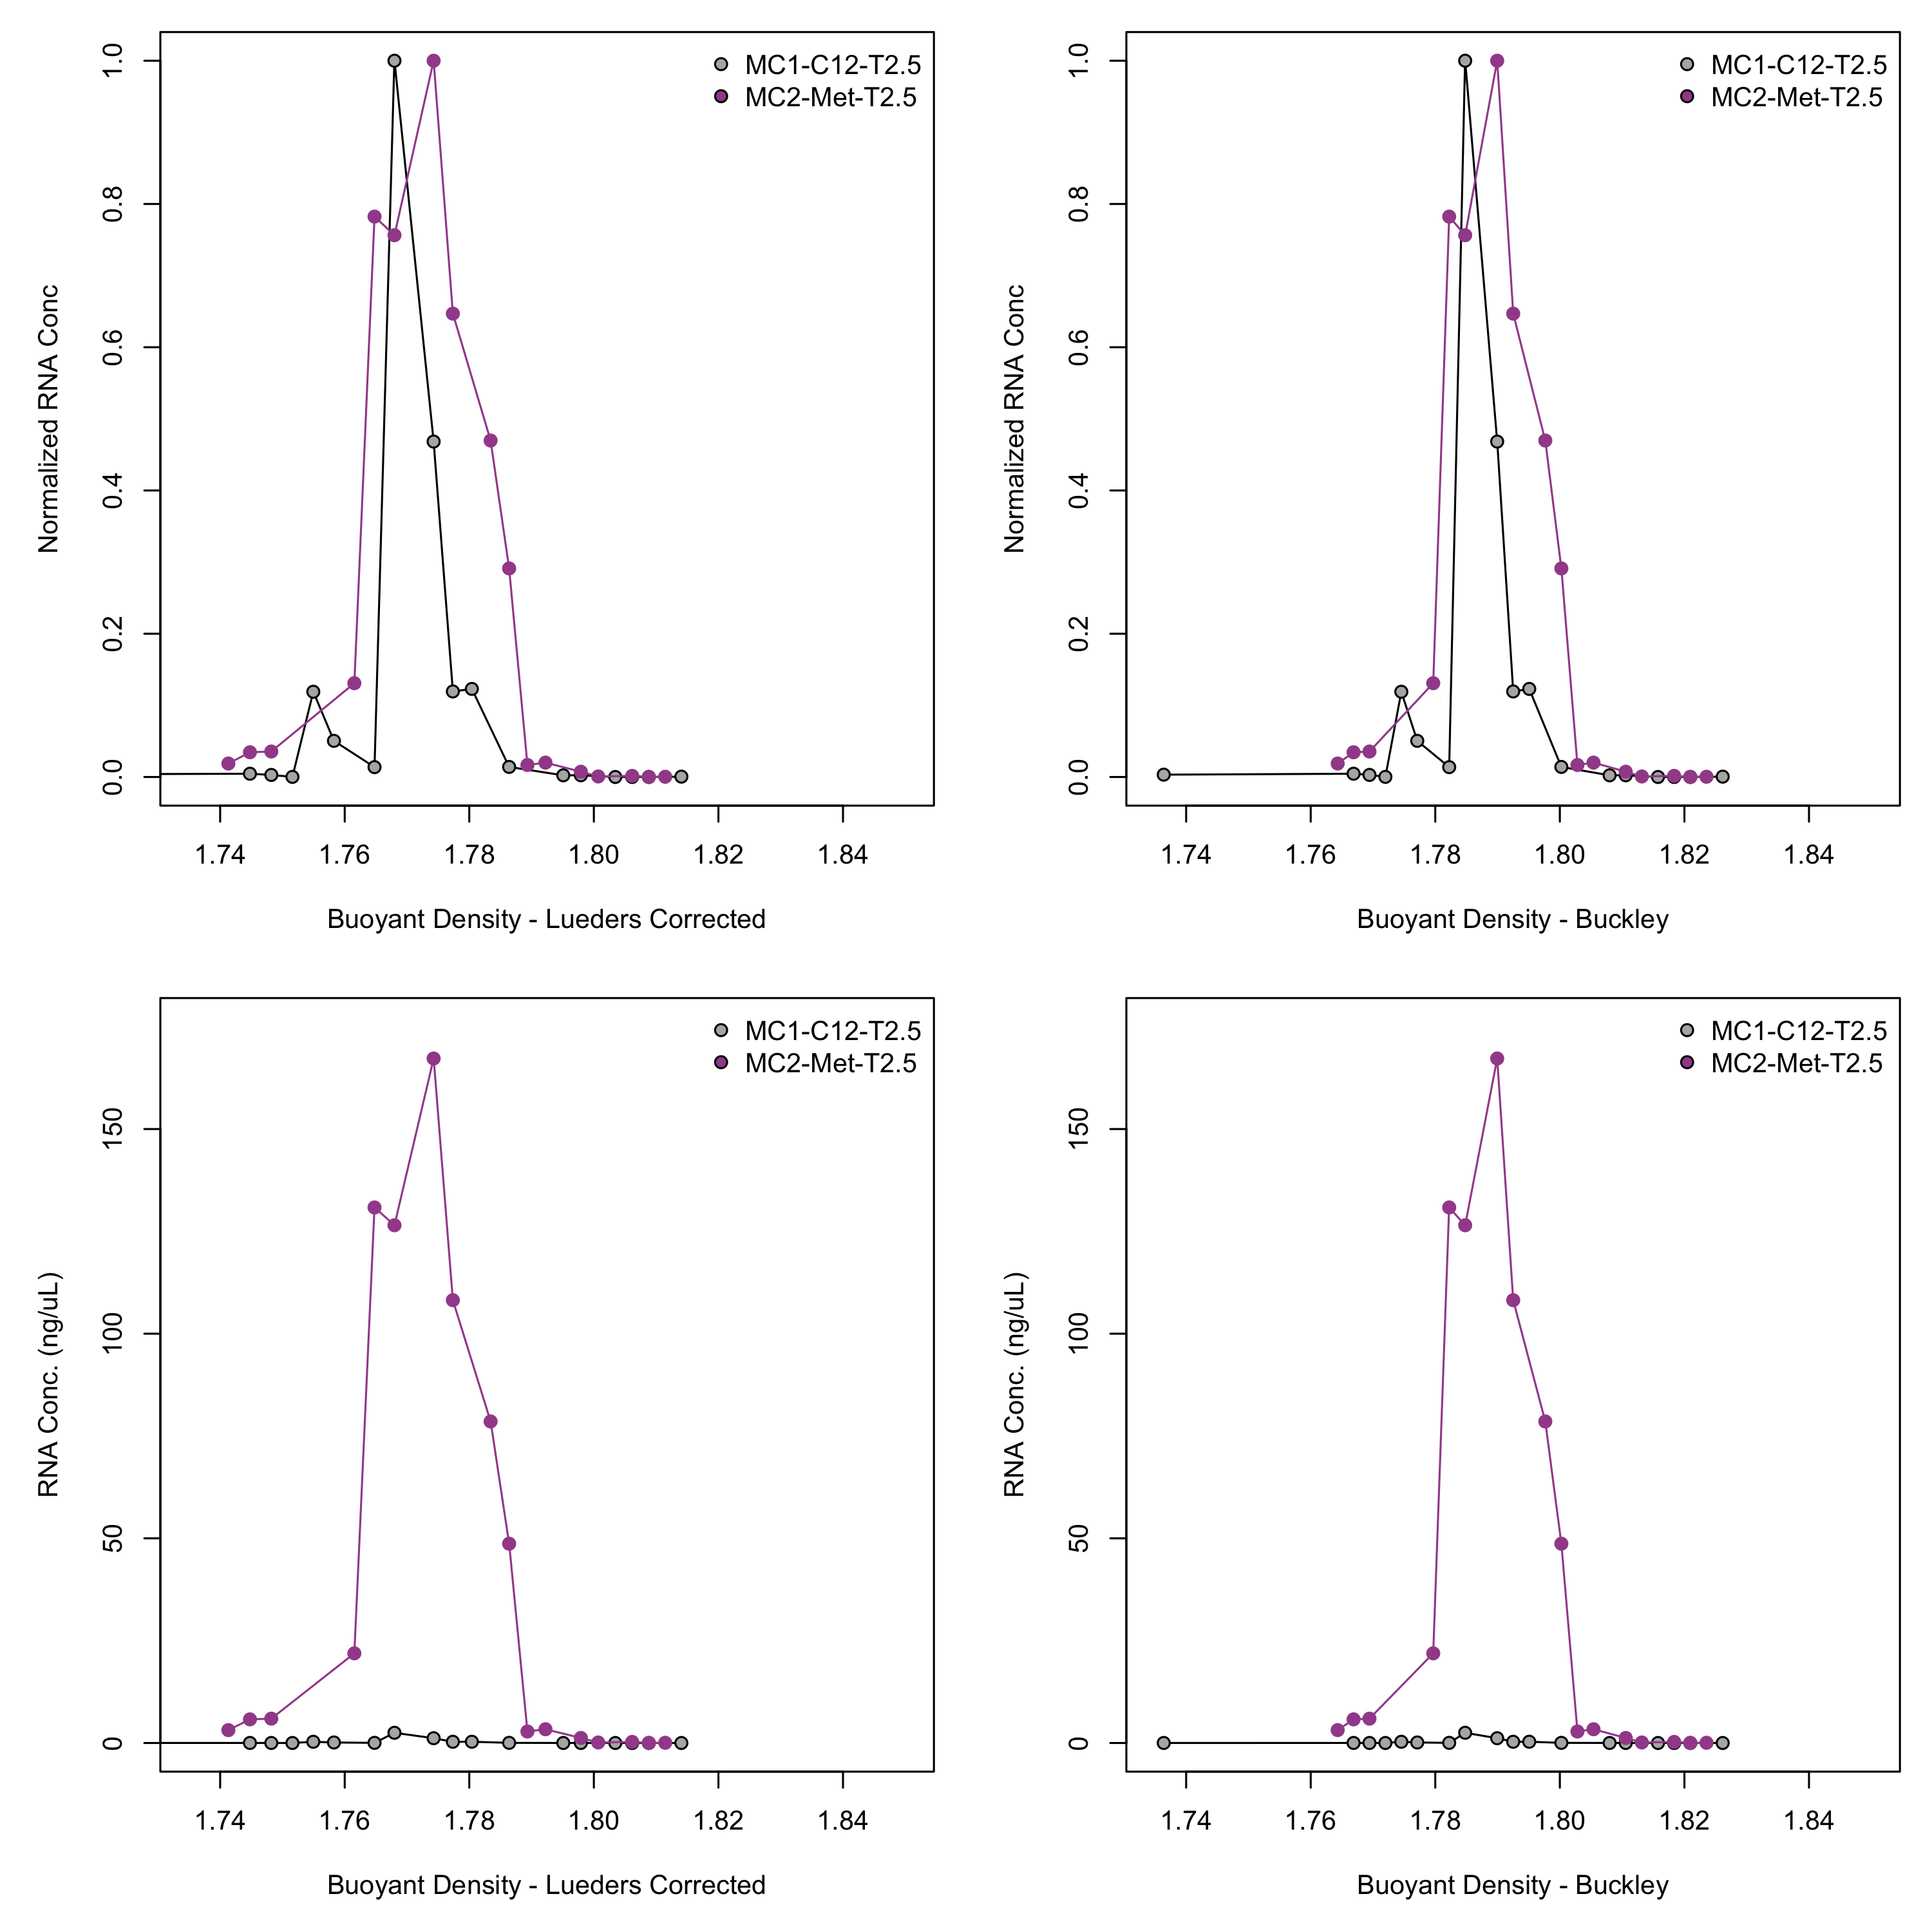 Normalized RNA Conc
1.0
0.8
0.6
0.4
0.2
0.0
MC1-C12-T2.5
MC2-Met-T2.5
1.74 1.76 1.78 1.80 1.82 1.84
Buoyant Density - Lueders Corrected
Normalized RNA Conc
1.0
0.8
0.6
0.4
0.2
0.0
MC1-C12-T2.5
MC2-Met-T2.5
1.74 1.76 1.78 1.80 1.82 1.84
Buoyant Density - Buckley
RNA Conc. (ng/uL)
150
100
50
0
MC1-C12-T2.5
MC2-Met-T2.5
1.74 1.76 1.78 1.80 1.82 1.84
Buoyant Density - Lueders Corrected
RNA Conc. (ng/uL)
150
100
50
0
MC1-C12-T2.5
MC2-Met-T2.5
1.74 1.76 1.78 1.80 1.82 1.84
Buoyant Density - Buckley